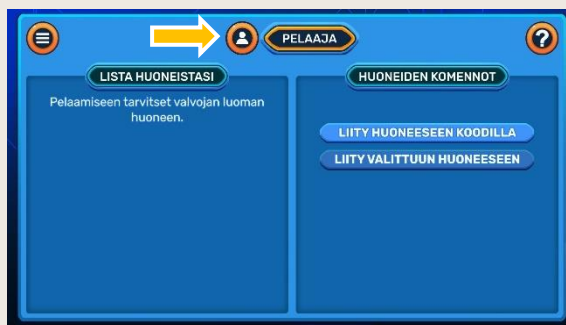 PELAAJA
?
LISTA HUONEISTASI
Pelaamiseen tarvitset valvojan luoman
huoneen.
HUONEIDEN KOMENNOT
LIITY HUONEESEEN KOODILLA
LIITY VALITTUUN HUONEESEEN